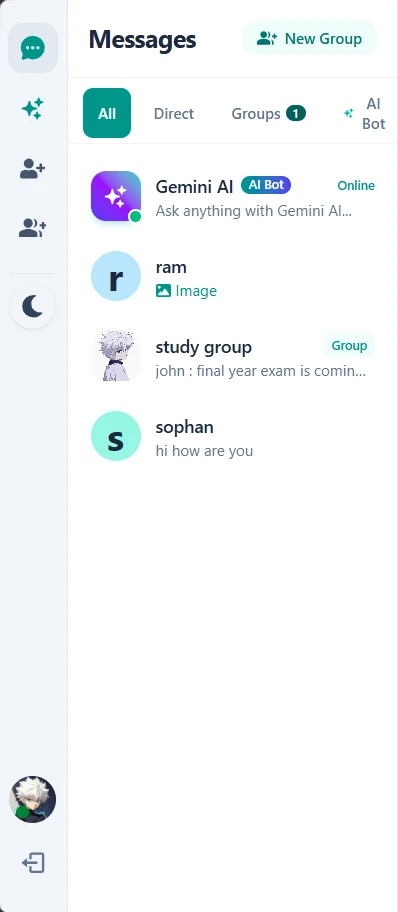 Messages
New Group
All
Direct
Groups 1
AI
Bot
Gemini AI AI Bot
Online
Ask anything with Gemini AI...
r
ram
Image
study group
Group
john : final year exam is comin...
s
sophan
hi how are you